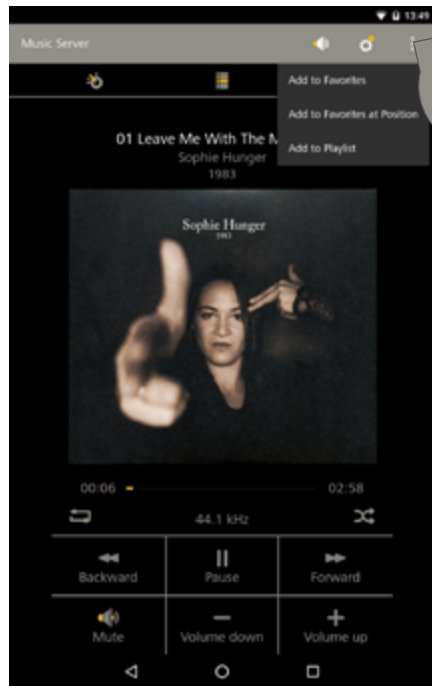 13:49
Music Server
Add to Favorites
Add to Favorites at Position
Add to Playlist
01 Leave Me With The M
Sophie Hunger
1983
Sophie Hunger
1983
00:06
02:58
44.1 kHz
Backward
Pause
Forward
Mute
Volume down
Volume up